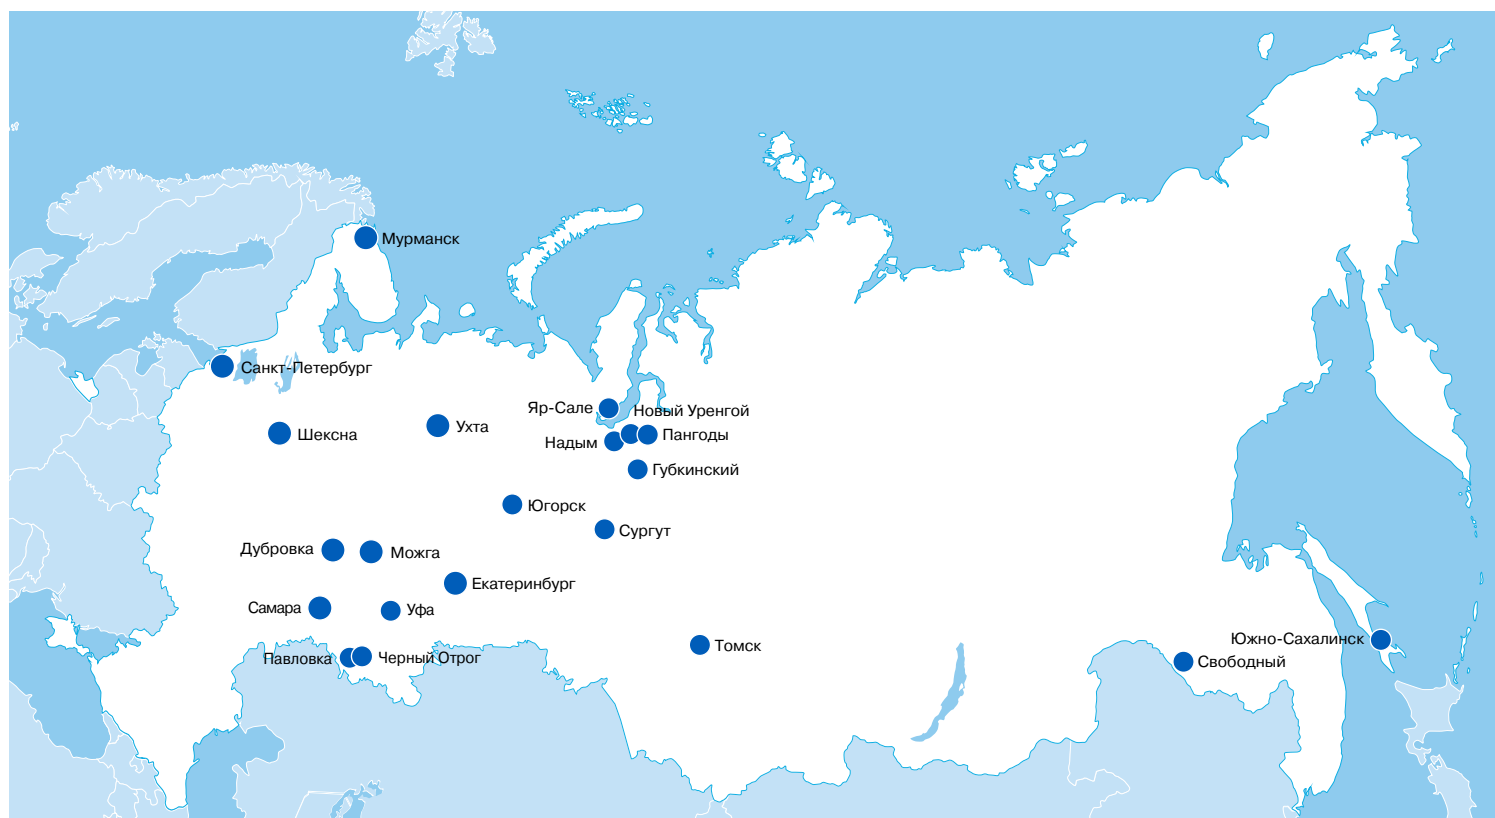 Мурманск
Санкт-Петербург
Яр-Сале
Новый Уренгой
Ухта
Шексна
Надым
Пангоды
Губкинский
Югорск
Сургут
Дубровка
Можга
Екатеринбург
Самара
Уфа
Южно-Сахалинск
Томск
Павловка
Черный Отрог
Свободный